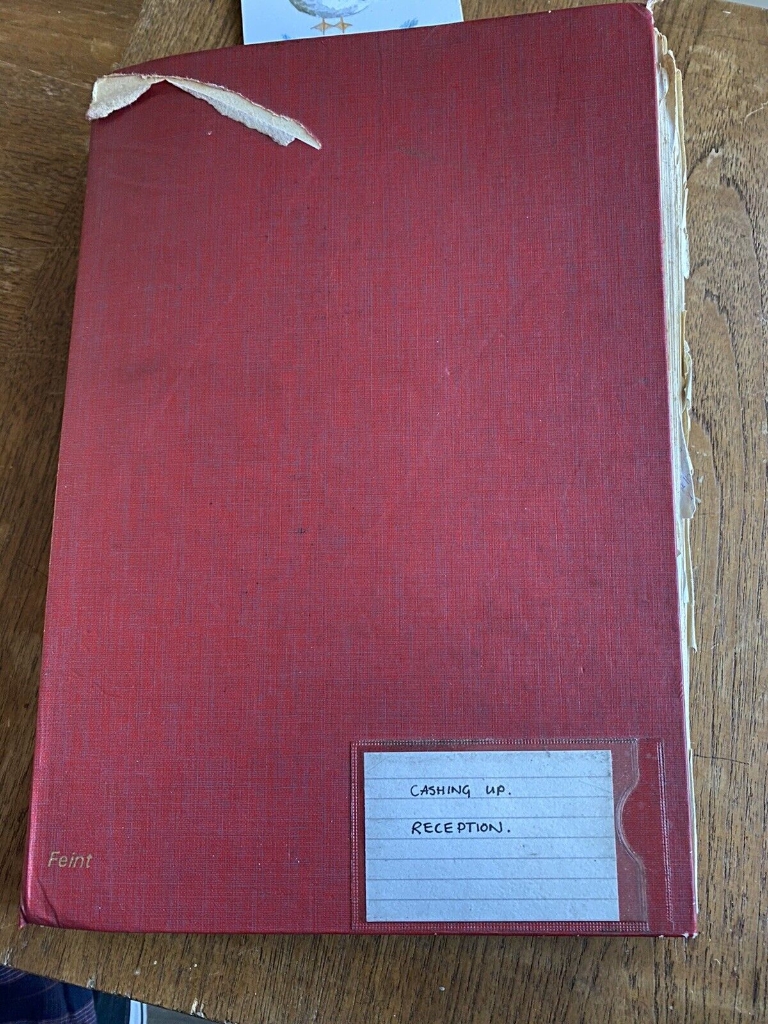 CASHING UP.
RECEPTION.
Feint